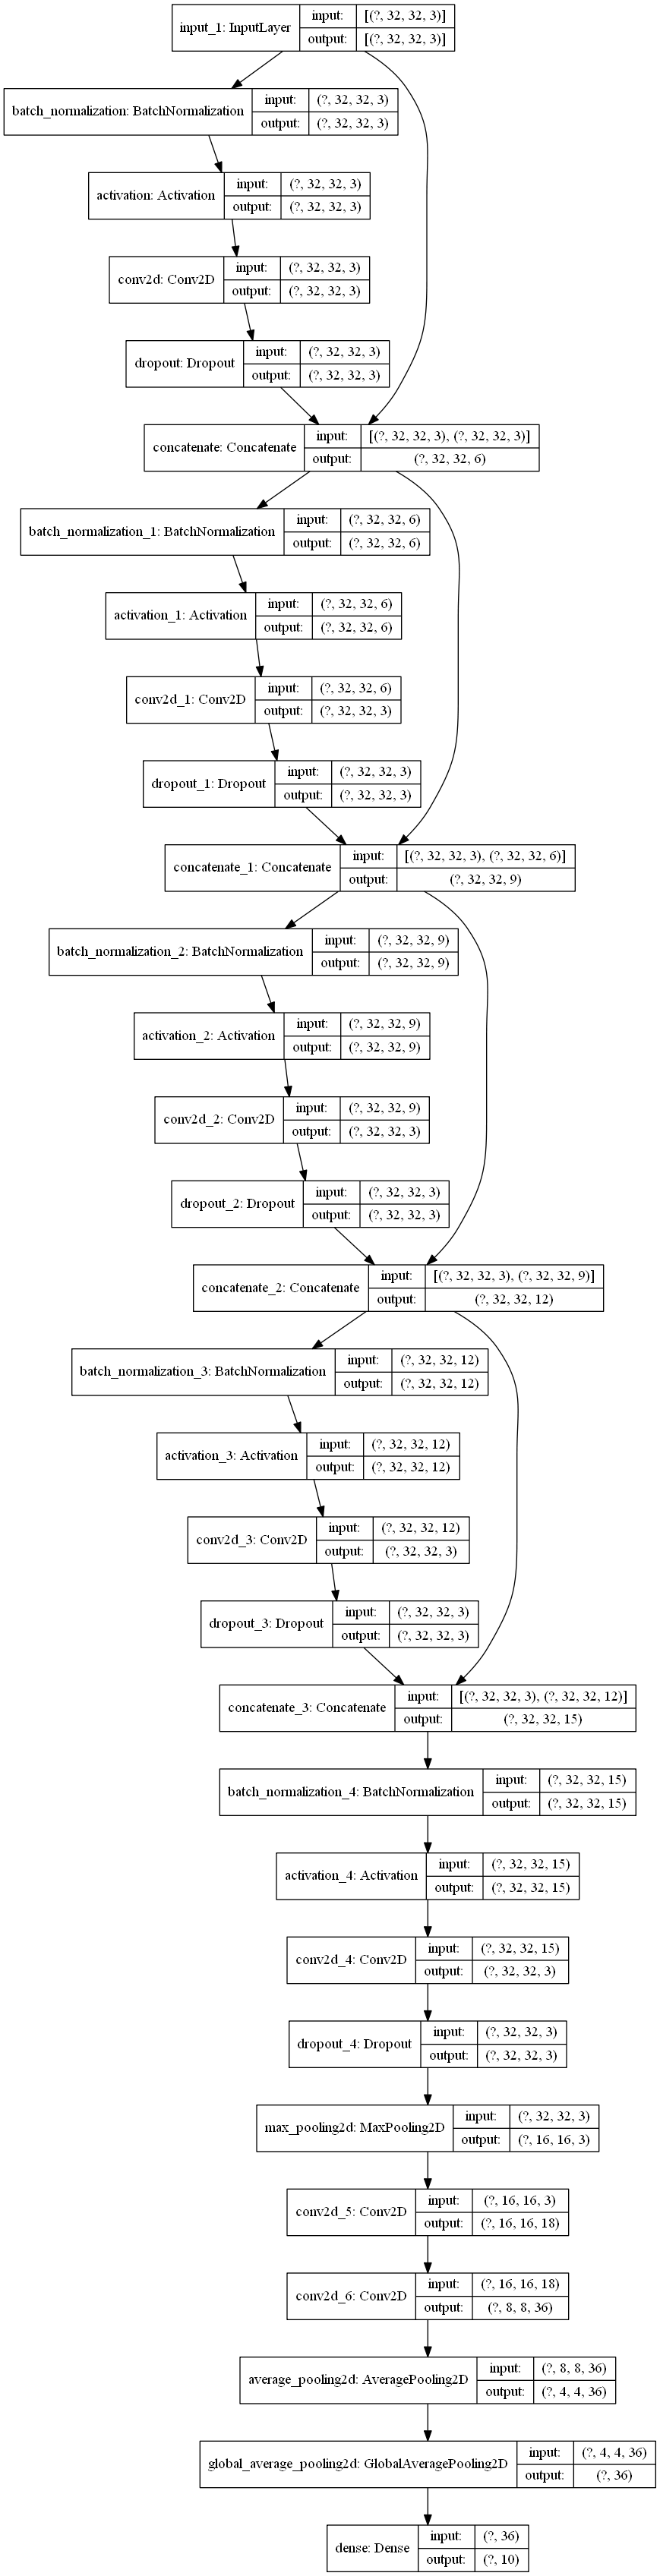 input_1: InputLayer input: [(?, 32, 32, 3)]
output: [(?, 32, 32, 3)]
batch_normalization: BatchNormalization input: (?, 32, 32, 3)
output: (?, 32, 32, 3)
activation: Activation input: (?, 32, 32, 3)
output: (?, 32, 32, 3)
conv2d: Conv2D input: (?, 32, 32, 3)
output: (?, 32, 32, 3)
dropout: Dropout input: (?, 32, 32, 3)
output: (?, 32, 32, 3)
concatenate: Concatenate input: [(?, 32, 32, 3), (?, 32, 32, 3)]
output: (?, 32, 32, 6)
batch_normalization_1: BatchNormalization input: (?, 32, 32, 6)
output: (?, 32, 32, 6)
activation_1: Activation input: (?, 32, 32, 6)
output: (?, 32, 32, 6)
conv2d_1: Conv2D input: (?, 32, 32, 6)
output: (?, 32, 32, 3)
dropout_1: Dropout input: (?, 32, 32, 3)
output: (?, 32, 32, 3)
concatenate_1: Concatenate input: [(?, 32, 32, 3), (?, 32, 32, 6)]
output: (?, 32, 32, 9)
batch_normalization_2: BatchNormalization input: (?, 32, 32, 9)
output: (?, 32, 32, 9)
activation_2: Activation input: (?, 32, 32, 9)
output: (?, 32, 32, 9)
conv2d_2: Conv2D input: (?, 32, 32, 9)
output: (?, 32, 32, 3)
dropout_2: Dropout input: (?, 32, 32, 3)
output: (?, 32, 32, 3)
concatenate_2: Concatenate input: [(?, 32, 32, 3), (?, 32, 32, 9)]
output: (?, 32, 32, 12)
batch_normalization_3: BatchNormalization input: (?, 32, 32, 12)
output: (?, 32, 32, 12)
activation_3: Activation input: (?, 32, 32, 12)
output: (?, 32, 32, 12)
conv2d_3: Conv2D input: (?, 32, 32, 12)
output: (?, 32, 32, 3)
dropout_3: Dropout input: (?, 32, 32, 3)
output: (?, 32, 32, 3)
concatenate_3: Concatenate input: [(?, 32, 32, 3), (?, 32, 32, 12)]
output: (?, 32, 32, 15)
batch_normalization_4: BatchNormalization input: (?, 32, 32, 15)
output: (?, 32, 32, 15)
activation_4: Activation input: (?, 32, 32, 15)
output: (?, 32, 32, 15)
conv2d_4: Conv2D input: (?, 32, 32, 15)
output: (?, 32, 32, 3)
dropout_4: Dropout input: (?, 32, 32, 3)
output: (?, 32, 32, 3)
max_pooling2d: MaxPooling2D input: (?, 32, 32, 3)
output: (?, 16, 16, 3)
conv2d_5: Conv2D input: (?, 16, 16, 3)
output: (?, 16, 16, 18)
conv2d_6: Conv2D input: (?, 16, 16, 18)
output: (?, 8, 8, 36)
average_pooling2d: AveragePooling2D input: (?, 8, 8, 36)
output: (?, 4, 4, 36)
global_average_pooling2d: GlobalAveragePooling2D input: (?, 4, 4, 36)
output: (?, 36)
dense: Dense input: (?, 36)
output: (?, 10)